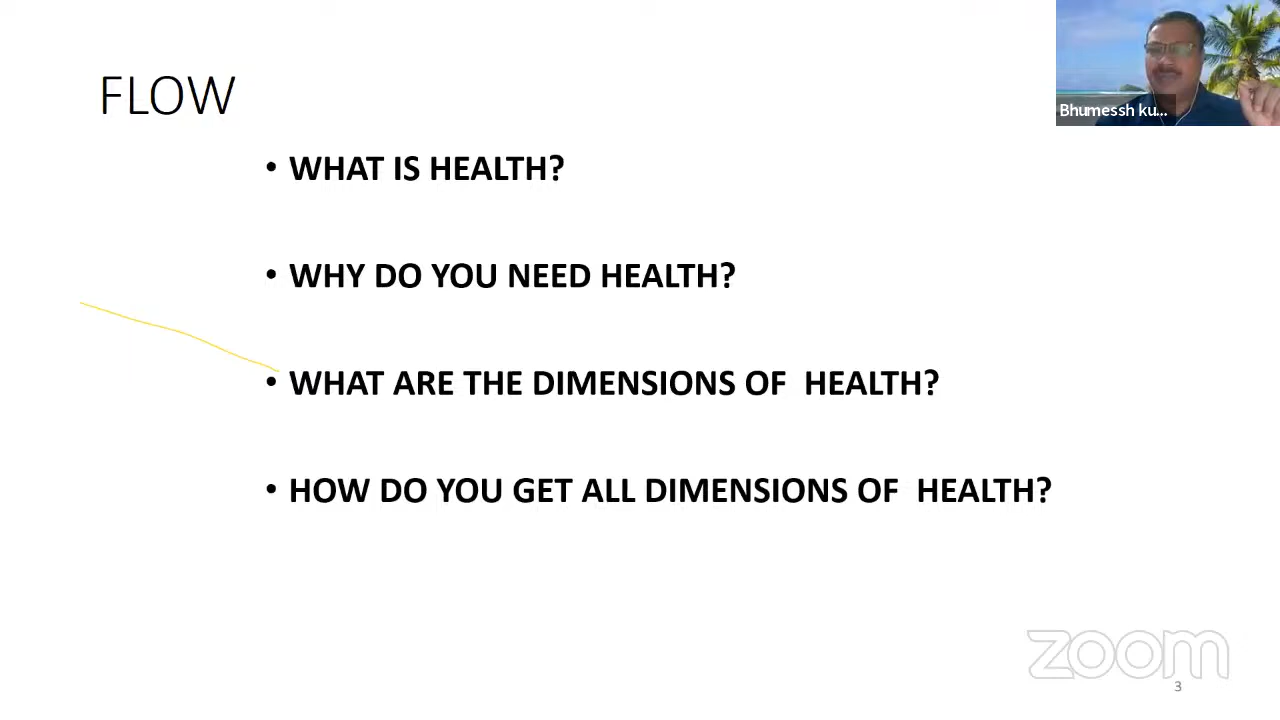 FLOW
Bhumessh ku...
• WHAT IS HEALTH?
• WHY DO YOU NEED HEALTH?
• WHAT ARE THE DIMENSIONS OF  HEALTH?
• HOW DO YOU GET ALL DIMENSIONS OF  HEALTH?
zoom
3